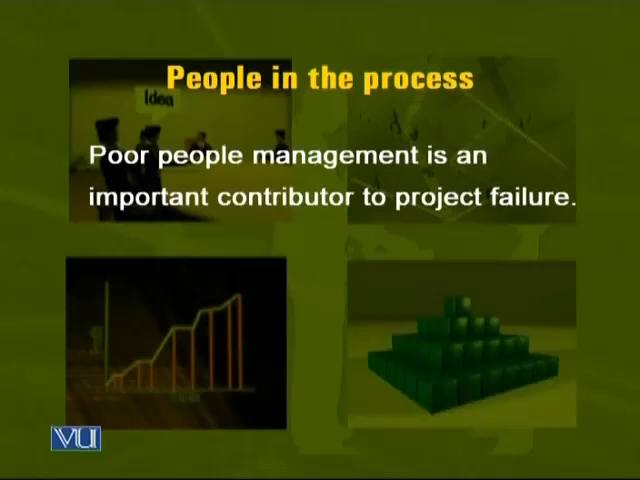 People in the process
Idea
Poor people management is an
important contributor to project failure.
VU